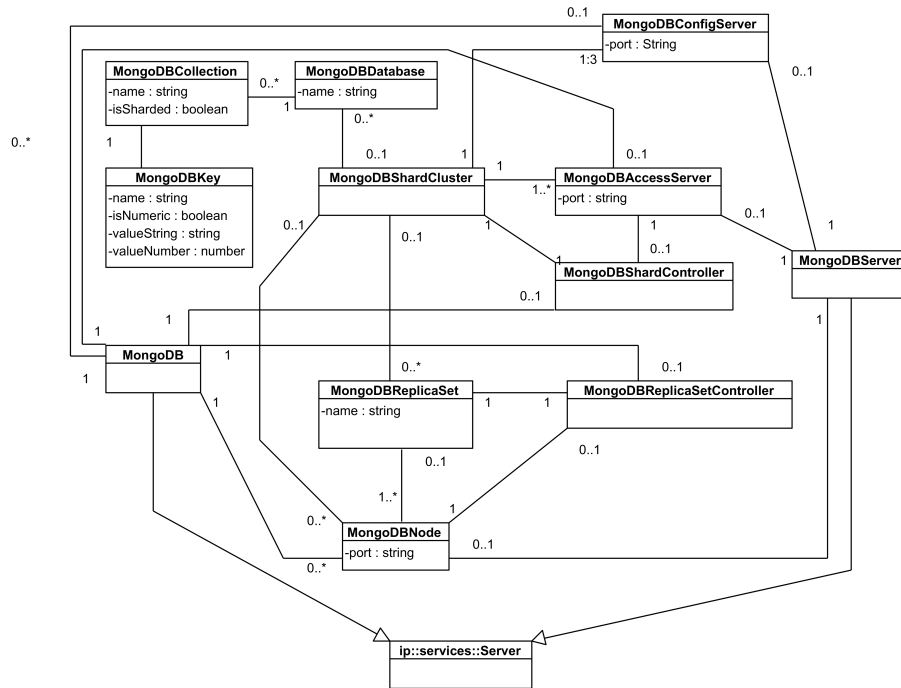 0..1
MongoDBConfigServer
-port : String
1:3
0..1
MongoDBCollection
-name : string
-isSharded : boolean
0..*
1
MongoDBDatabase
-name : string
0..*
0..*
1
0..1
1
1
0..1
MongoDBKey
-name : string
-isNumeric : boolean
-valueString : string
-valueNumber : number
MongoDBShardCluster
1..*
MongoDBAccessServer
-port : string
0..1
0..1
0..1
1
1
0..1
1
1
1
MongoDBServer
MongoDBShardController
0..1
1
1
1
1
MongoDB
1
1
0..*
0..1
MongoDBReplicaSet
-name : string
1
1
MongoDBReplicaSetController
0..1
0..1
1..*
1
0..*
MongoDBNode
-port : string
0..1
0..*
ip::services::Server